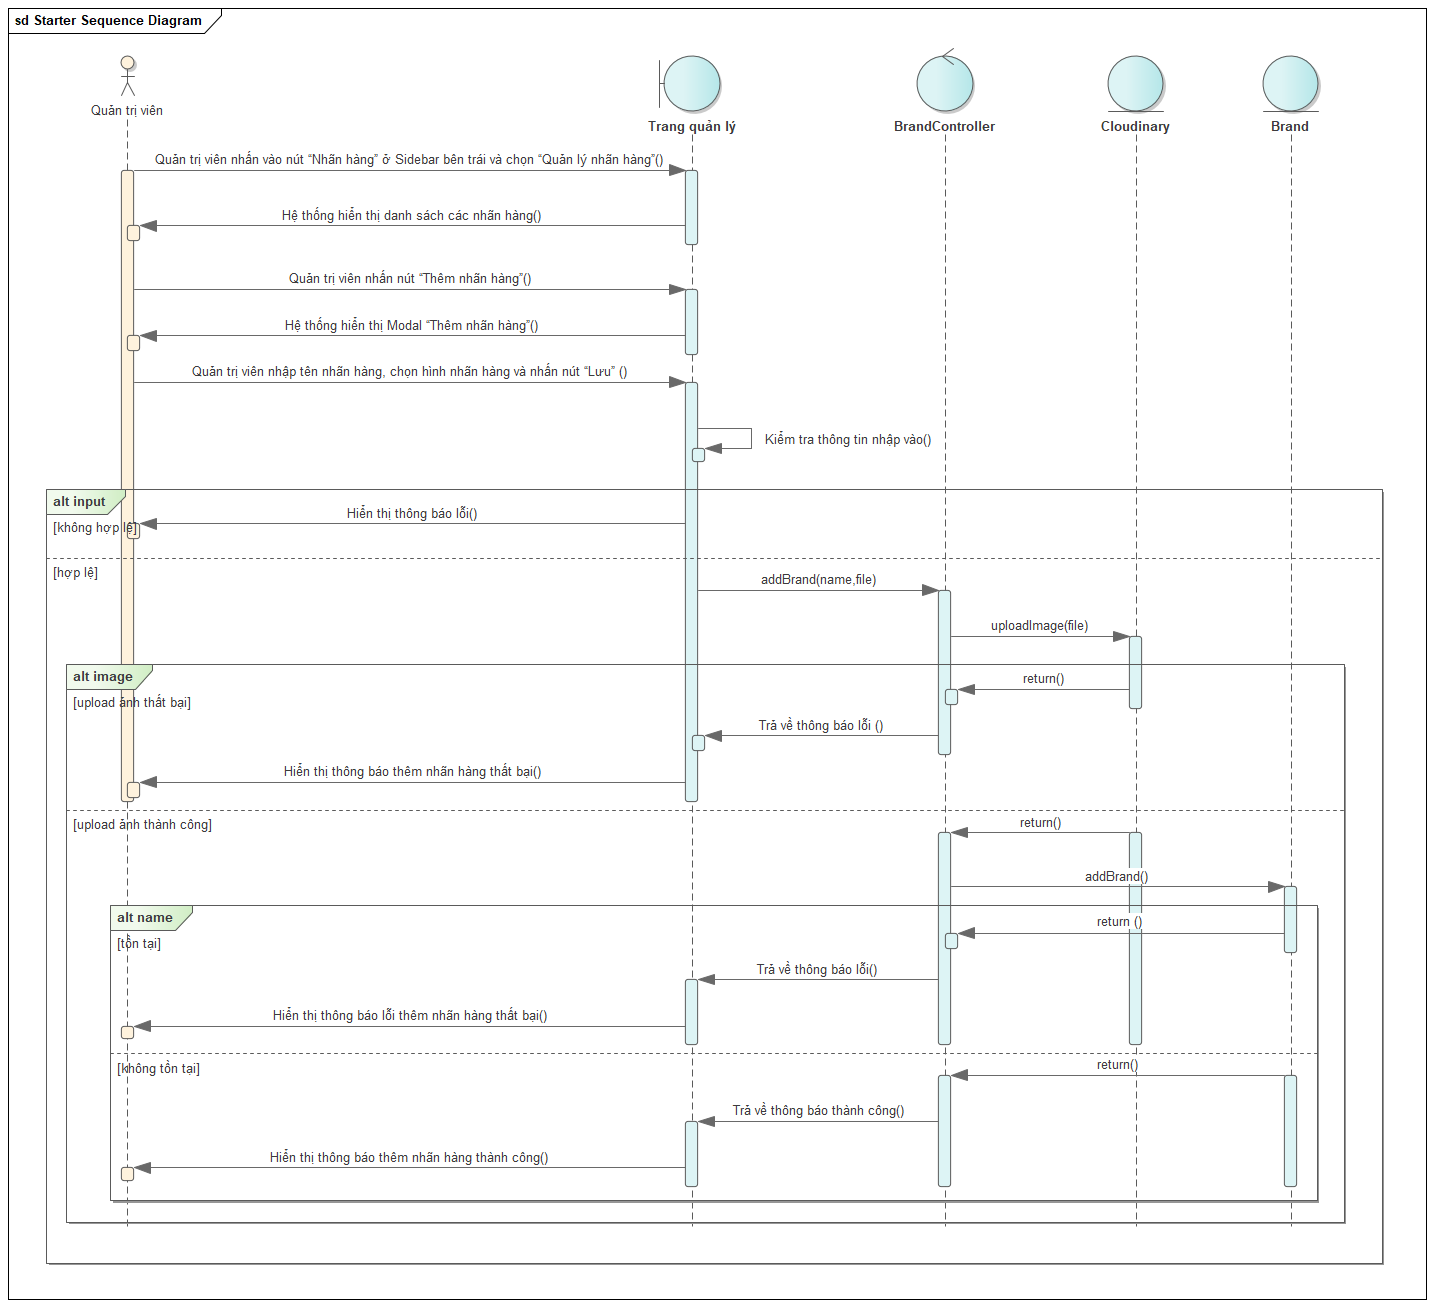 sd Starter Sequence Diagram
Quản trị viên
Trang quản lý
BrandController
Cloudinary
Brand
Quản trị viên nhấn vào nút “Nhãn hàng” ở Sidebar bên trái và chọn “Quản lý nhãn hàng”()
Hệ thống hiển thị danh sách các nhãn hàng()
Quản trị viên nhấn nút “Thêm nhãn hàng”()
Hệ thống hiển thị Modal “Thêm nhãn hàng”()
Quản trị viên nhập tên nhãn hàng, chọn hình nhãn hàng và nhấn nút “Lưu” ()
Kiểm tra thông tin nhập vào()
alt input
[không hợp lệ]
Hiển thị thông báo lỗi()
[hợp lệ]
addBrand(name,file)
uploadImage(file)
alt image
[upload ảnh thất bại]
return()
Trả về thông báo lỗi ()
Hiển thị thông báo thêm nhãn hàng thất bại()
[upload ảnh thành công]
return()
addBrand()
alt name
[tồn tại]
return ()
Trả về thông báo lỗi()
Hiển thị thông báo lỗi thêm nhãn hàng thất bại()
[không tồn tại]
return()
Trả về thông báo thành công()
Hiển thị thông báo thêm nhãn hàng thành công()